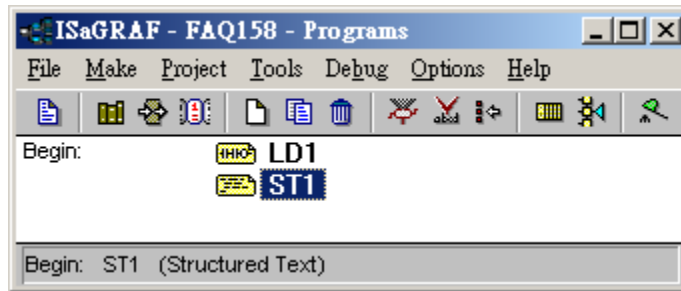 ISaGRAF - FAQ158 - Programs
File Make Project Tools Debug Options Help
Begin: LD1
ST1
Begin: ST1 (Structured Text)